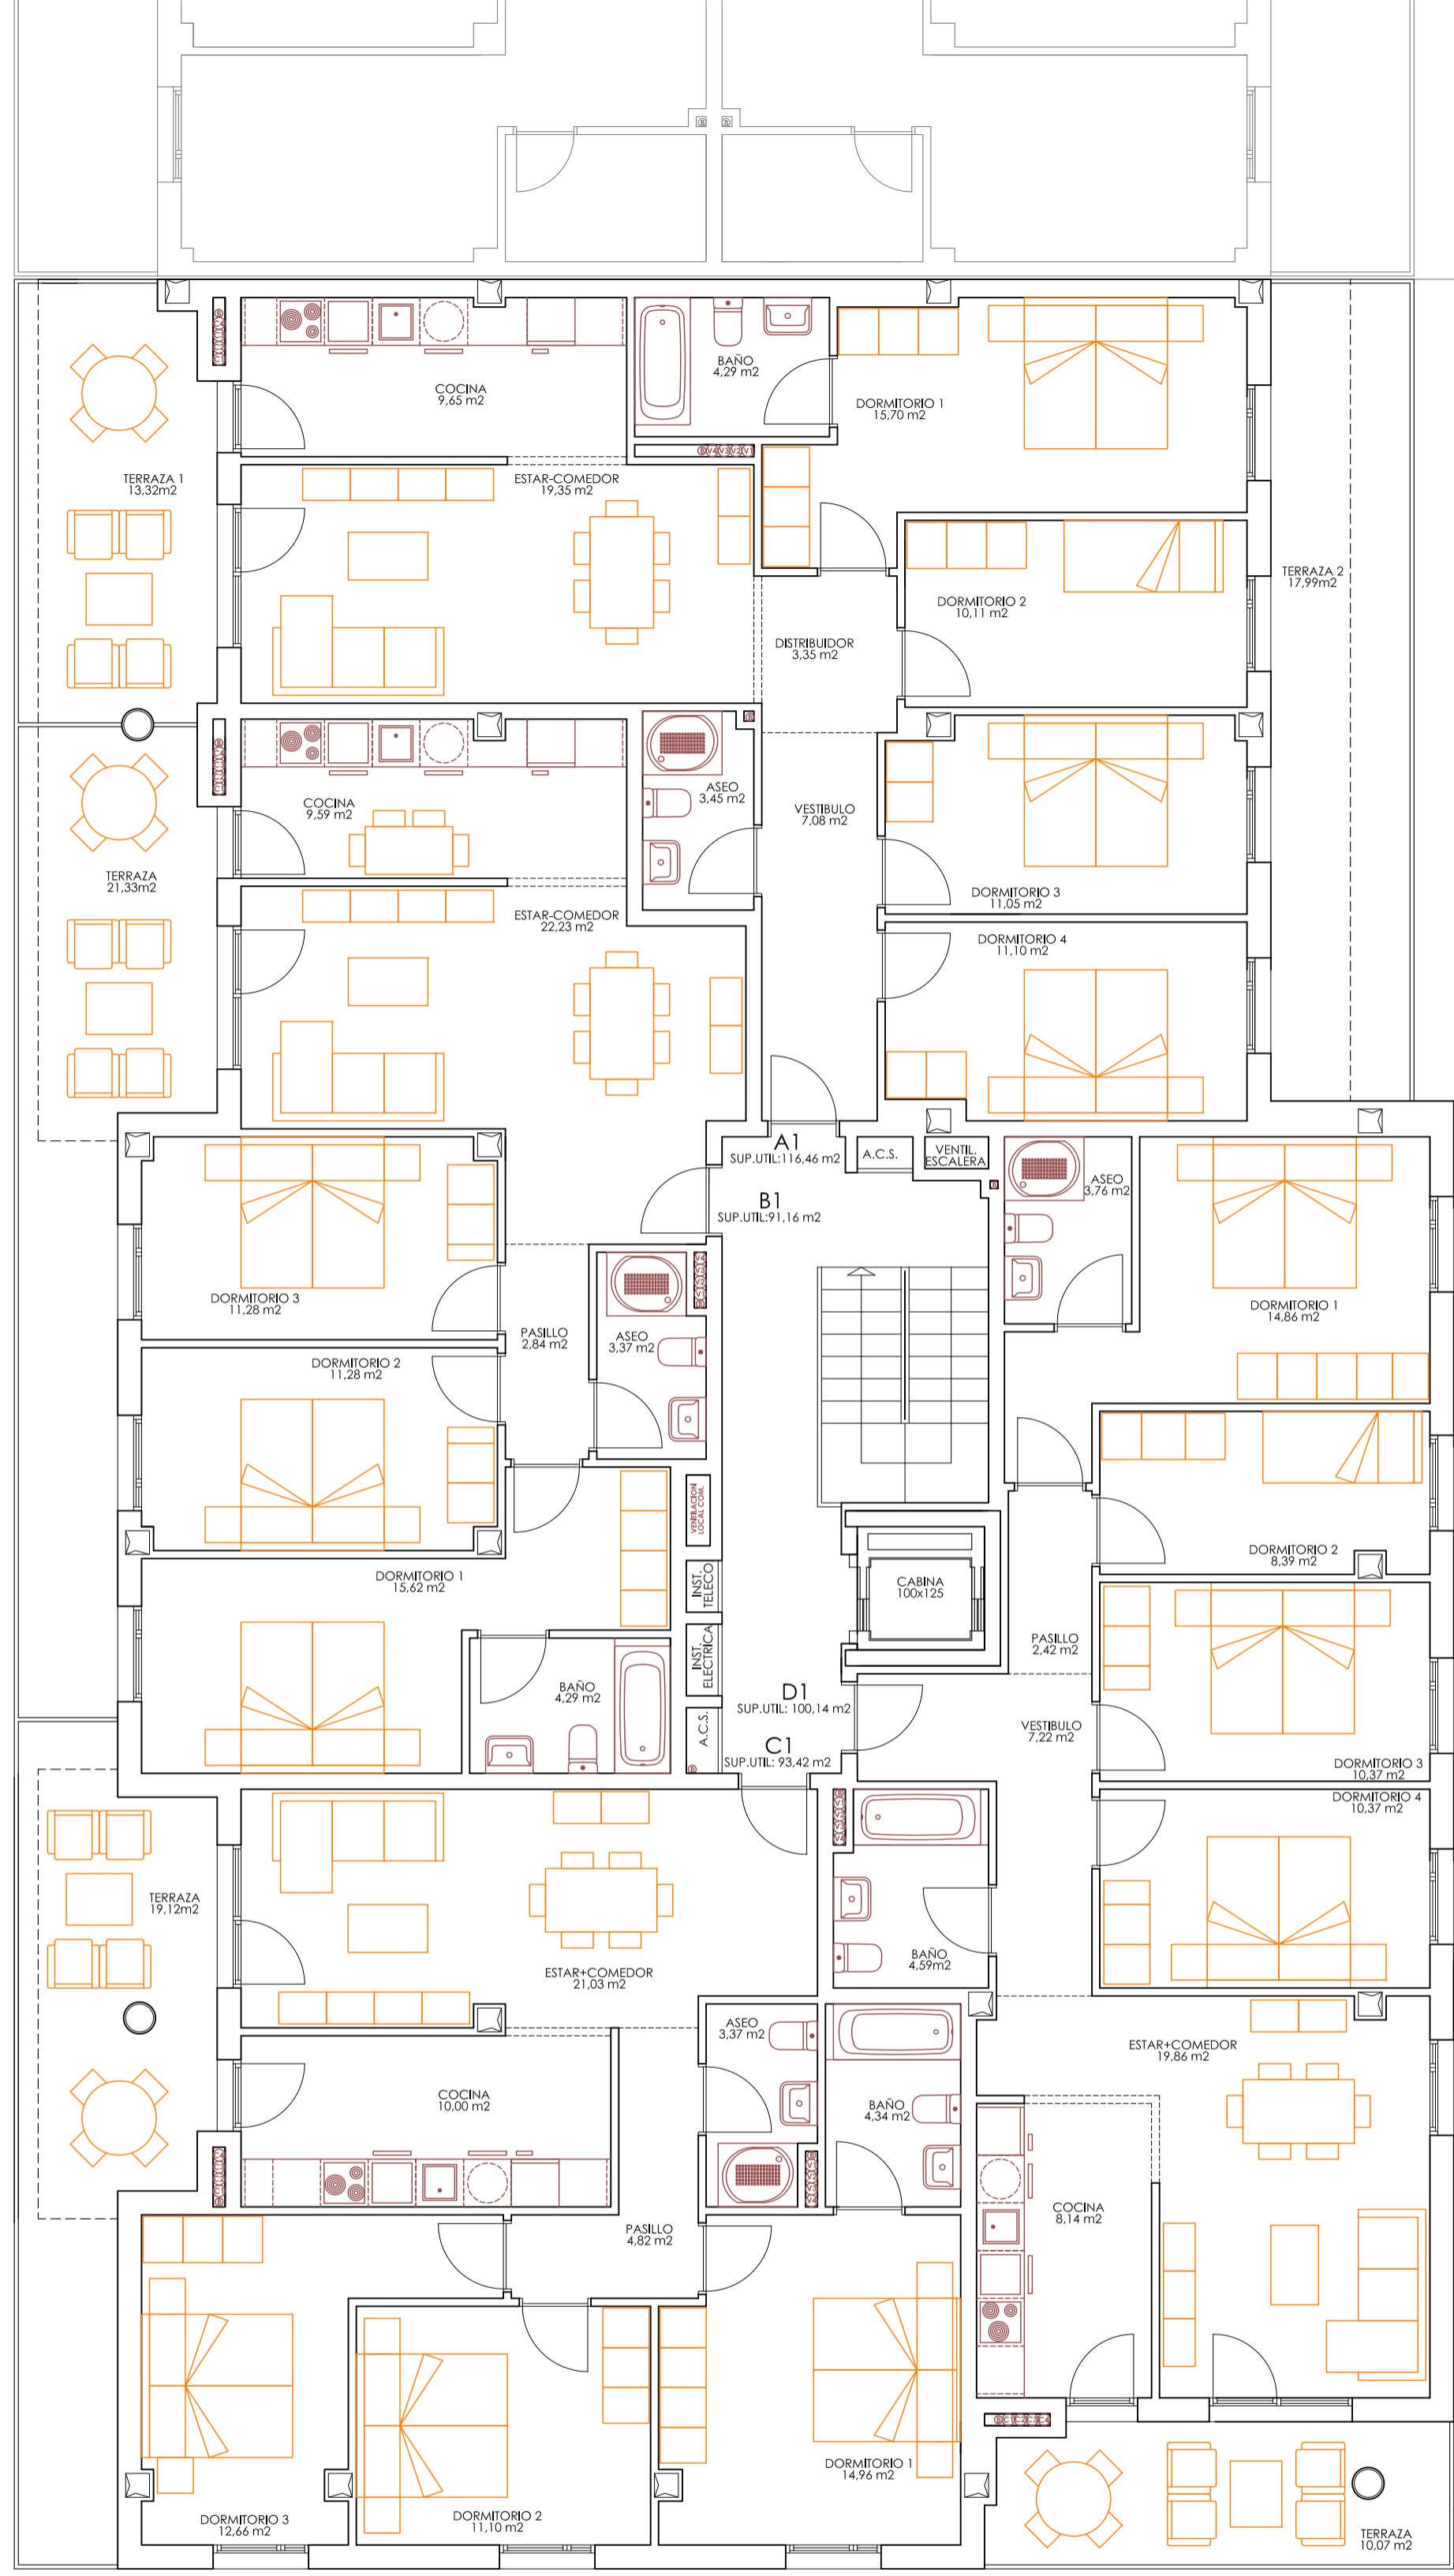 BAÑO
4,29 m2
COCINA
9,65 m2
DORMITORIO 1
15,70 m2
TERRAZA 1
13,32m2
ESTAR-COMEDOR
19,35 m2
TERRAZA 2
17,99m2
DORMITORIO 2
10,11 m2
DISTRIBUIDOR
3,35 m2
ASEO
3,45 m2
COCINA
9,59 m2
VESTIBULO
7,08 m2
TERRAZA
21,33m2
DORMITORIO 3
11,05 m2
ESTAR-COMEDOR
22,23 m2
DORMITORIO 4
11,10 m2
A1
SUP.UTIL:116,46 m2
A.C.S.
VENTIL.
ESCALERA
ASEO
3,76 m2
B1
SUP.UTIL:91,16 m2
DORMITORIO 3
11,28 m2
DORMITORIO 1
14,86 m2
PASILLO
2,84 m2
ASEO
3,37 m2
DORMITORIO 2
11,28 m2
VENTILACION
LOCAL COM.
DORMITORIO 2
8,39 m2
DORMITORIO 1
15,62 m2
INST.
TELECO
CABINA
100x125
PASILLO
2,42 m2
INST.
ELECTRICA
BAÑO
4,29 m2
D1
SUP.UTIL: 100,14 m2
A.C.S.
VESTIBULO
7,22 m2
C1
SUP.UTIL: 93,42 m2
DORMITORIO 3
10,37 m2
DORMITORIO 4
10,37 m2
TERRAZA
19,12m2
BAÑO
4,59m2
ESTAR+COMEDOR
21,03 m2
ASEO
3,37 m2
ESTAR+COMEDOR
19,86 m2
COCINA
10,00 m2
BAÑO
4,34 m2
COCINA
8,14 m2
PASILLO
4,82 m2
DORMITORIO 1
14,96 m2
DORMITORIO 3
12,66 m2
DORMITORIO 2
11,10 m2
TERRAZA
10,07 m2